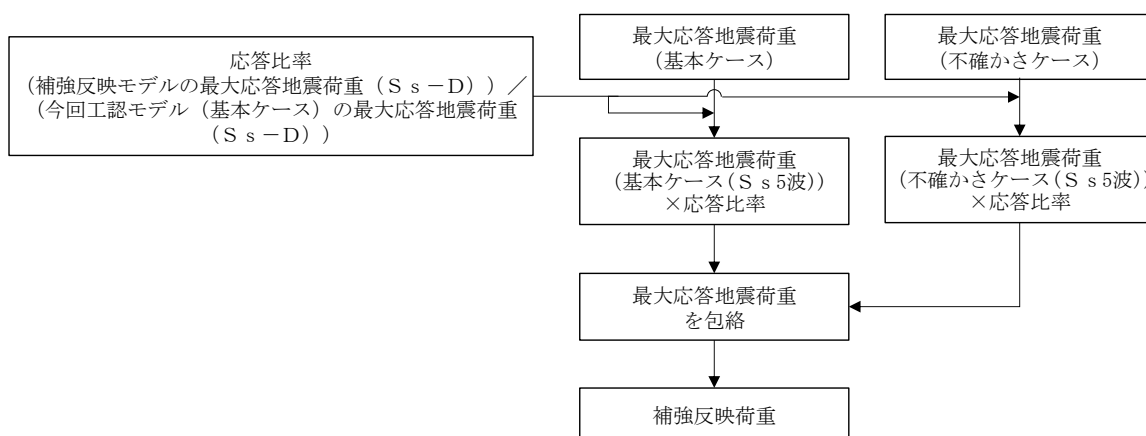 応答比率
(補強反映モデルの最大応答地震荷重（Ｓｓ－Ｄ））／
(今回工認モデル（基本ケース）の最大応答地震荷重
（Ｓｓ－Ｄ））
最大応答地震荷重
(基本ケース)
最大応答地震荷重
(不確かさケース)
最大応答地震荷重
(基本ケース(Ｓｓ5波))
×応答比率
最大応答地震荷重
(不確かさケース(Ｓｓ5波))
×応答比率
最大応答地震荷重
を包絡
補強反映荷重